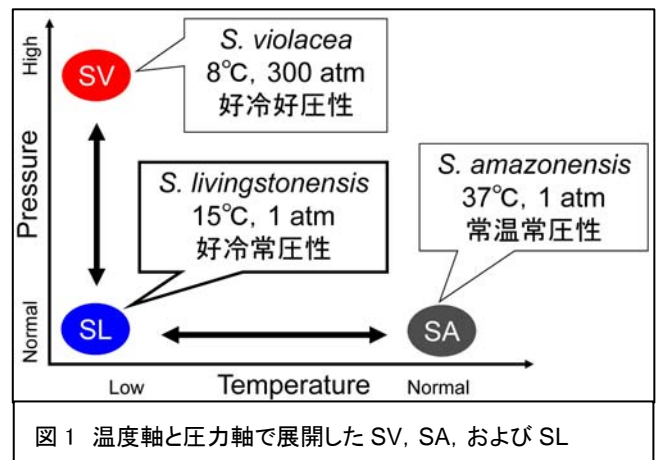 High
Pressure
Normal
SV
S. violacea
8℃, 300 atm
好冷好圧性
S. livingstonensis
15℃, 1 atm
好冷常圧性
S. amazonensis
37℃, 1 atm
常温常圧性
SL
SA
Low Temperature Normal
図 1 温度軸と圧力軸で展開した SV, SA, および SL